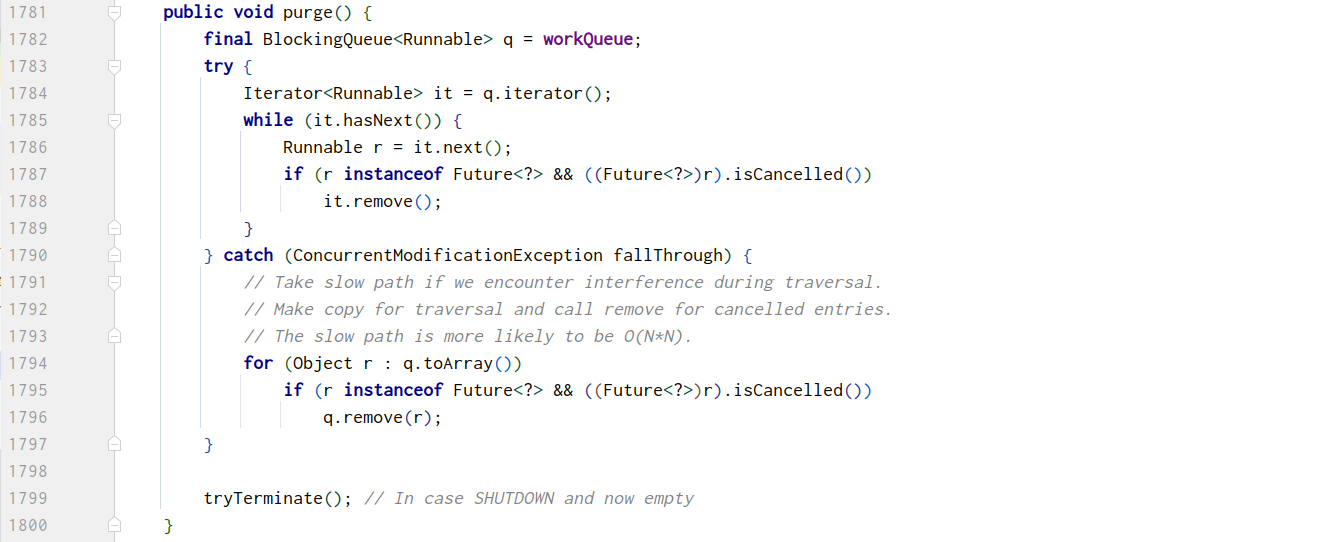 1781 public void purge() {
1782 final BlockingQueue<Runnable> q = workQueue;
1783 try {
1784 Iterator<Runnable> it = q.iterator();
1785 while (it.hasNext()) {
1786 Runnable r = it.next();
1787 if (r instanceof Future<?> && ((Future<?>)r).isCancelled())
1788 it.remove();
1789 }
1790 } catch (ConcurrentModificationException fallThrough) {
1791 // Take slow path if we encounter interference during traversal.
1792 // Make copy for traversal and call remove for cancelled entries.
1793 // The slow path is more likely to be O(N*N).
1794 for (Object r : q.toArray())
1795 if (r instanceof Future<?> && ((Future<?>)r).isCancelled())
1796 q.remove(r);
1797 }
1798
1799 tryTerminate(); // In case SHUTDOWN and now empty
1800 }